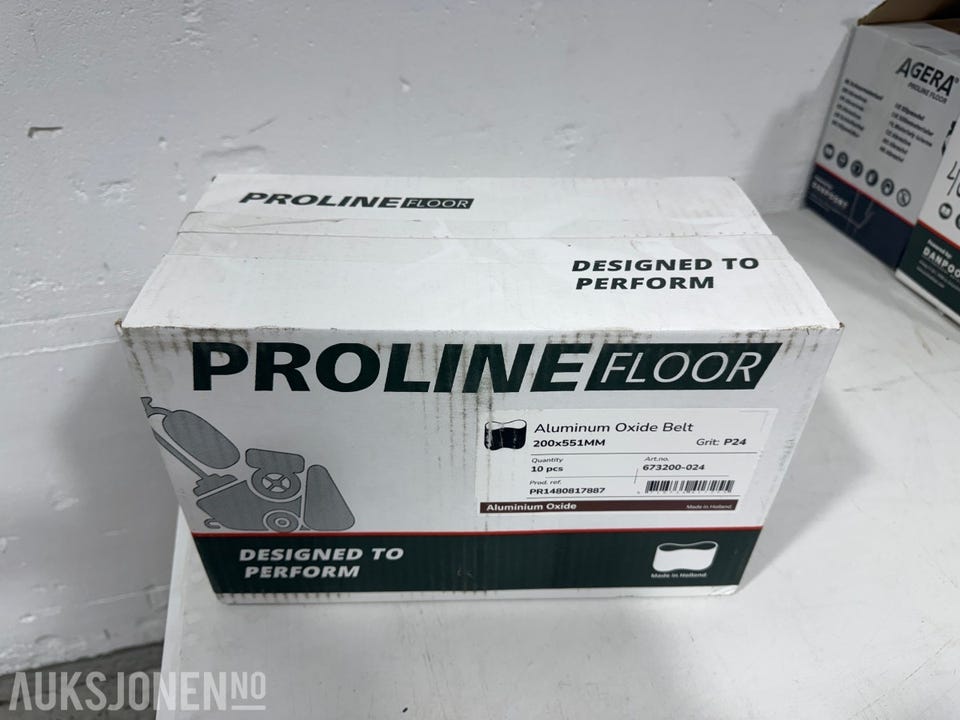 PROLINE FLOOR
DESIGNED TO
PERFORM
PROLINE FLOOR
Aluminum Oxide Belt
200x551MM
Grit: P24
Quantity
10 pcs
Art.no.
673200-024
Prod. ref.
PR1480817887
Aluminium Oxide
Made in Holland
DESIGNED TO
PERFORM
Made in Holland
AGERA
PROLINE FLOOR
AUKSJONEN NO